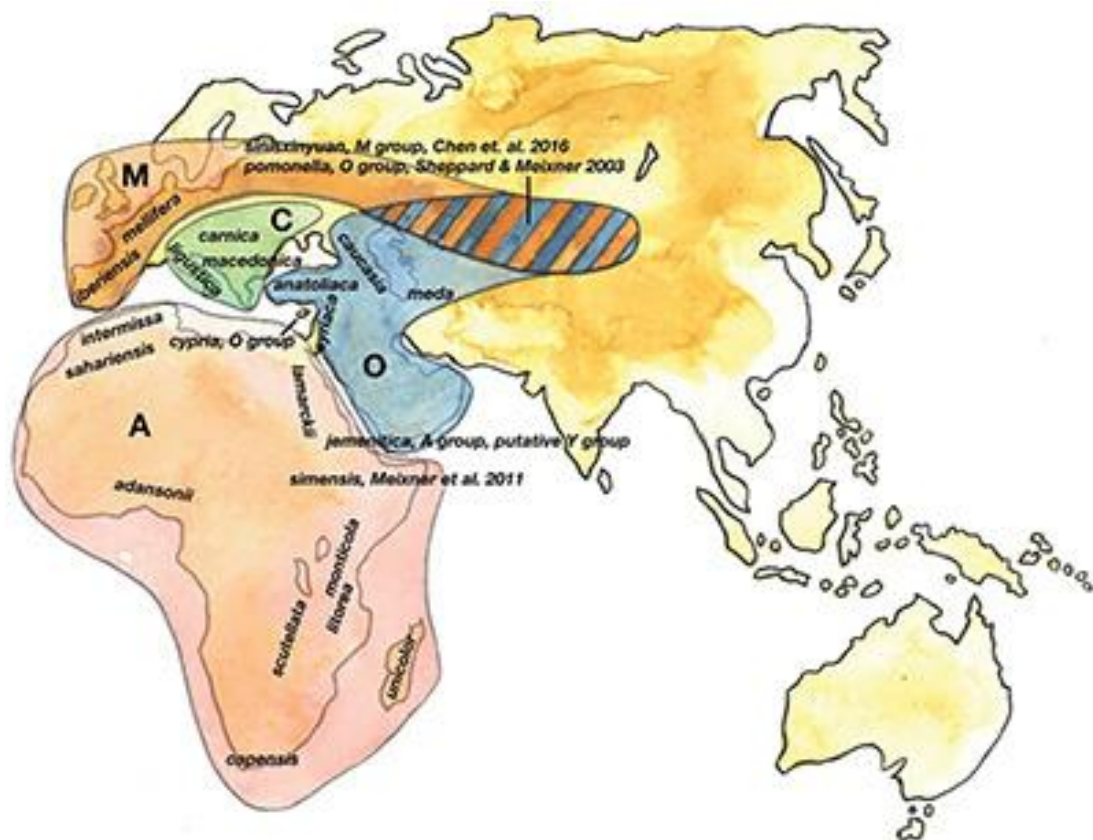 sinisxinyuan, M group, Chen et. al. 2016
pomonella, O group, Sheppard & Meixner 2003
M
mellifera
iberiensis
C
carnica
ligustica
macedonica
caucasia
anatoliaca
meda
syriaca
cypria, O group
O
intermissa
sahariensis
lamarckii
A
jemenitica, A group, putative Y group
simensis, Meixner et al. 2011
adansonii
monticola
litorea
scutellata
unicolor
capensis